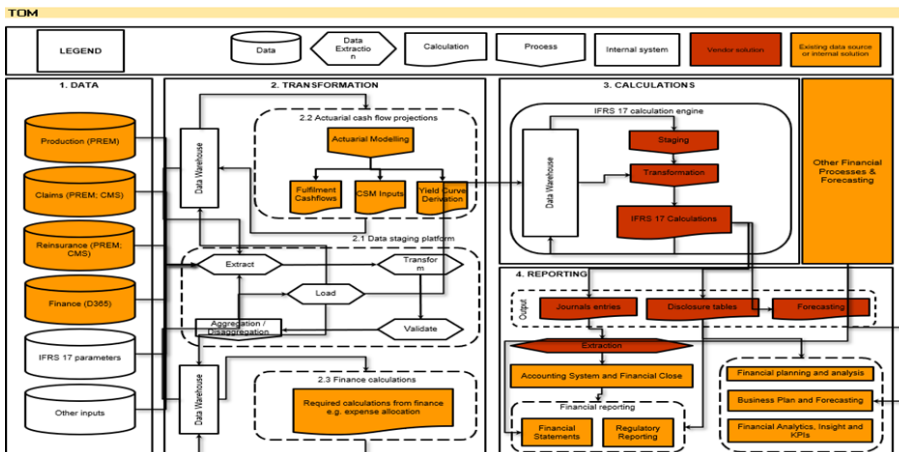 TOM
LEGEND
Data
Data
Extractio
n
Calculation
Process
Internal system
Vendor solution
Existing data source
or internal solution
1. DATA
Production (PREM)
Claims (PREM; CMS)
Reinsurance (PREM;
CMS)
Finance (D365)
IFRS 17 parameters
Other inputs
2. TRANSFORMATION
Data Warehouse
2.2 Actuarial cash flow projections
Actuarial Modelling
Fulfilment
Cashflows
CSM Inputs
Yield Curve
Derivation
2.1 Data staging platform
Extract
Transfor
m
Load
Aggregation /
Disaggregation
Validate
Data Warehouse
2.3 Finance calculations
Required calculations from finance
e.g. expense allocation
3. CALCULATIONS
IFRS 17 calculation engine
Data Warehouse
Staging
Transformation
IFRS 17 Calculations
Other Financial
Processes &
Forecasting
4. REPORTING
Output
Journals entries
Disclosure tables
Forecasting
Extraction
Accounting System and Financial Close
Financial reporting
Financial
Statements
Regulatory
Reporting
Financial planning and analysis
Business Plan and Forecasting
Financial Analytics, Insight and
KPIs